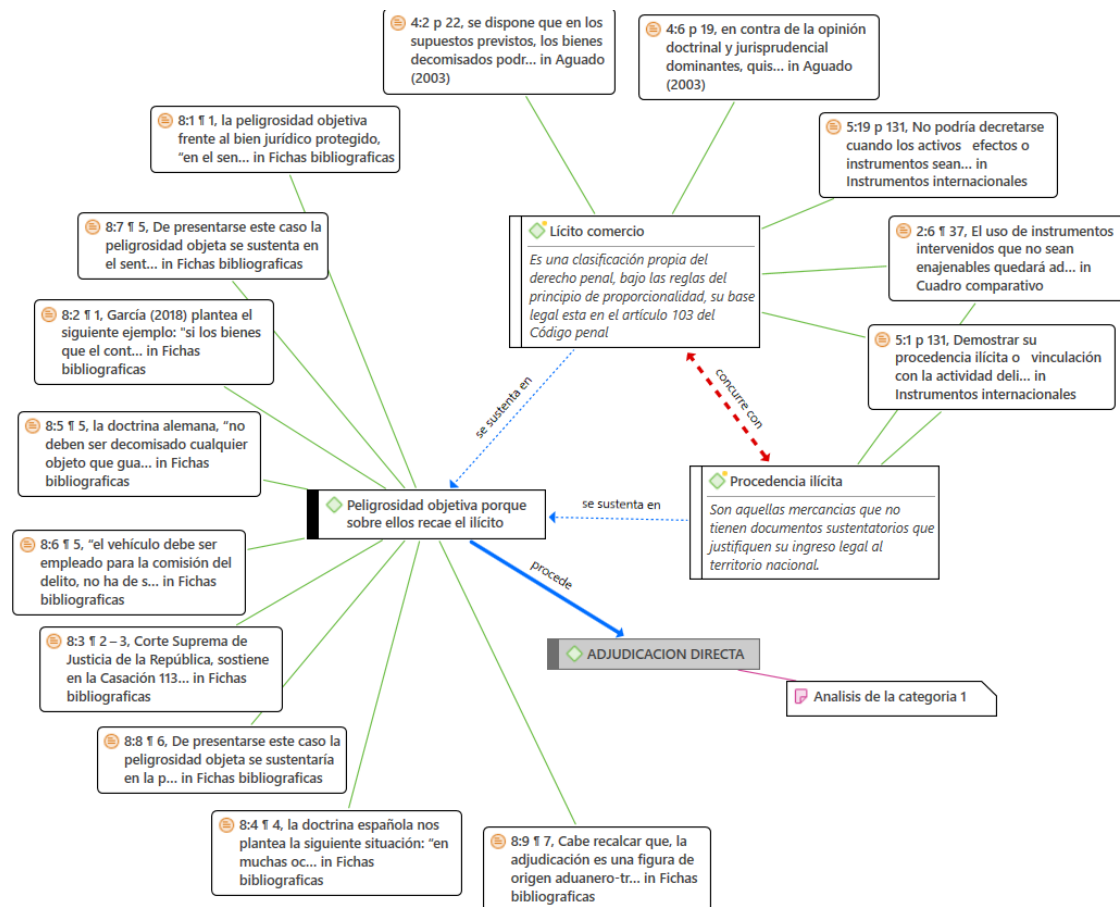 4:2 p 22, se dispone que en los
supuestos previstos, los bienes
decomisados podr... in Aguado
(2003)
4:6 p 19, en contra de la opinión
doctrinal y jurisprudencial
dominantes, quis... in Aguado
(2003)
8:1 ¶ 1, la peligrosidad objetiva
frente al bien jurídico protegido,
“en el sen... in Fichas bibliograficas
5:19 p 131, No podría decretarse
cuando los activos efectos o
instrumentos sean... in
Instrumentos internacionales
8:7 ¶ 5, De presentarse este caso la
peligrosidad objeta se sustenta en
el sent... in Fichas bibliograficas
Lícito comercio
Es una clasificación propia del
derecho penal, bajo las reglas del
principio de proporcionalidad, su base
legal esta en el artículo 103 del
Código penal
2:6 ¶ 37, El uso de instrumentos
intervenidos que no sean
enajenables quedará ad... in
Cuadro comparativo
8:2 ¶ 1, García (2018) plantea el
siguiente ejemplo: "si los bienes
que el cont... in Fichas
bibliograficas
5:1 p 131, Demostrar su
procedencia ilícita o vinculación
con la actividad deli... in
Instrumentos internacionales
se sustenta en
concurre con
8:5 ¶ 5, la doctrina alemana, “no
deben ser decomisado cualquier
objeto que gua... in Fichas
bibliograficas
Peligrosidad objetiva porque
sobre ellos recae el ilícito
se sustenta en
Procedencia ilícita
Son aquellas mercancias que no
tienen documentos sustentatorios que
justifiquen su ingreso legal al
territorio nacional.
8:6 ¶ 5, “el vehículo debe ser
empleado para la comisión del
delito, no ha de s... in Fichas
bibliograficas
procede
8:3 ¶ 2 – 3, Corte Suprema de
Justicia de la República, sostiene
en la Casación 113... in Fichas
bibliograficas
ADJUDICACION DIRECTA
Analisis de la categoria 1
8:8 ¶ 6, De presentarse este caso la
peligrosidad objeta se sustentaría
en la p... in Fichas bibliograficas
8:4 ¶ 4, la doctrina española nos
plantea la siguiente situación: “en
muchas oc... in Fichas
bibliograficas
8:9 ¶ 7, Cabe recalcar que, la
adjudicación es una figura de
origen aduanero-tr... in Fichas
bibliograficas